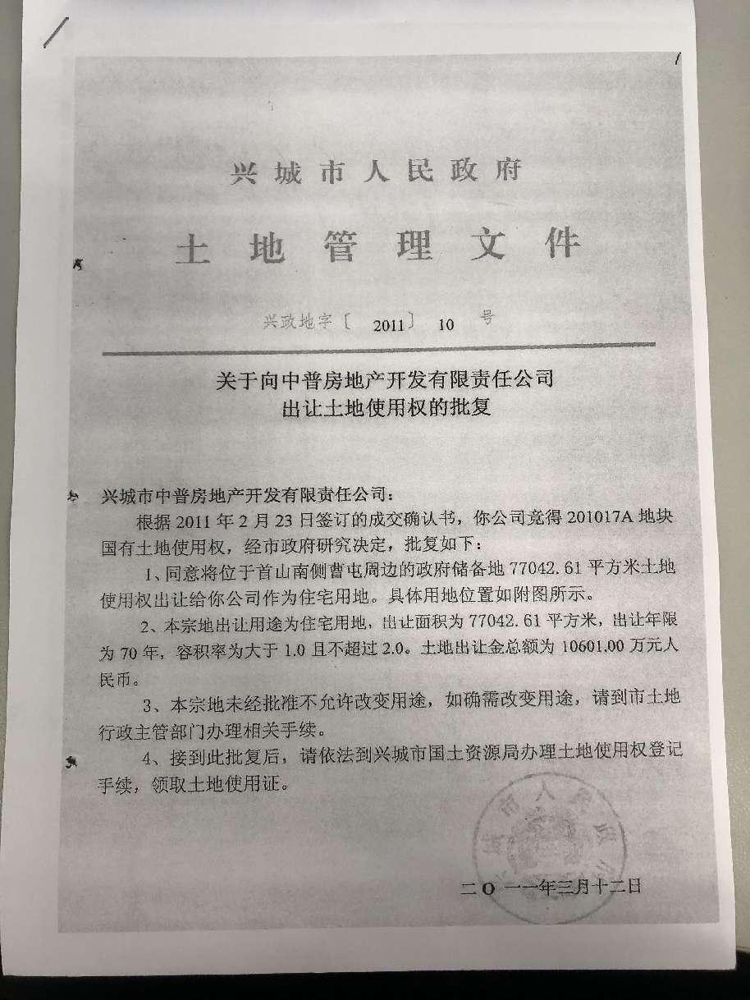 兴城市人民政府
土地管理文件
兴政地字〔2011〕10号
关于向中普房地产开发有限责任公司
出让土地使用权的批复
兴城市中普房地产开发有限责任公司：
根据2011年2月23日签订的成交确认书，你公司竞得201017A地块
国有土地使用权，经市政府研究决定，批复如下：
1、同意将位于首山南侧曹屯周边的政府储备地77042.61平方米土地
使用权出让给你公司作为住宅用地。具体用地位置如附图所示。
2、本宗地出让用途为住宅用地，出让面积为77042.61平方米，出让年限
为70年，容积率为大于1.0且不超过2.0。土地出让金总额为10601.00万元人
民币。
3、本宗地未经批准不允许改变用途，如确需改变用途，请到市土地
行政主管部门办理相关手续。
4、接到此批复后，请依法到兴城市国土资源局办理土地使用权登记
手续，领取土地使用证。
城市人民政
二O一一年三月十二日